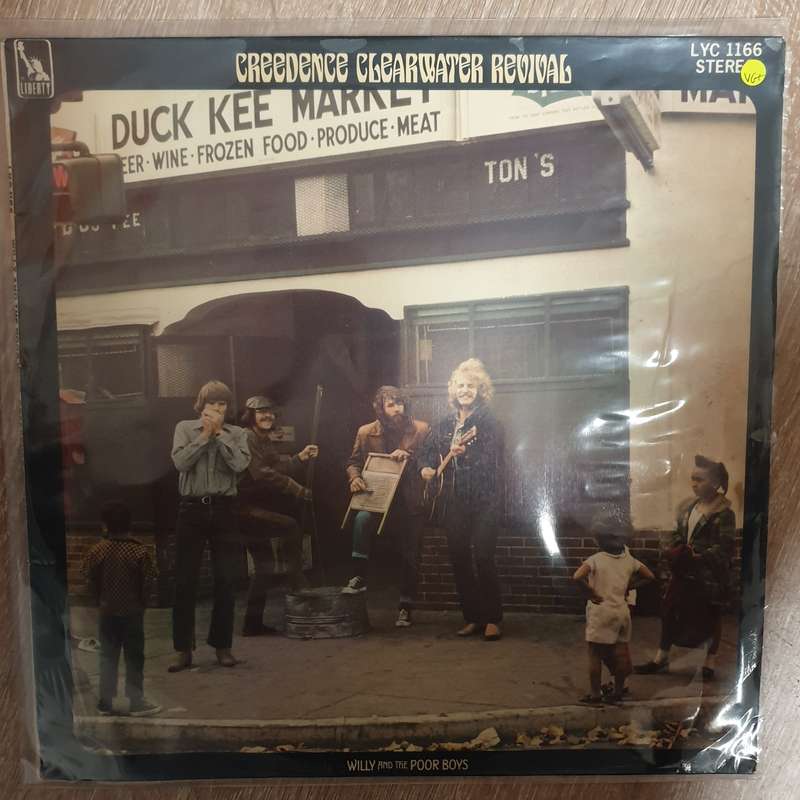 LIBERTY
CREEDENCE CLEARWATER REVIVAL
LYC 1166
STEREO
VG+
DUCK KEE MARKET
BEER·WINE·FROZEN FOOD·PRODUCE·MEAT
MAR
TON'S
W
WILLY AND THE POOR BOYS